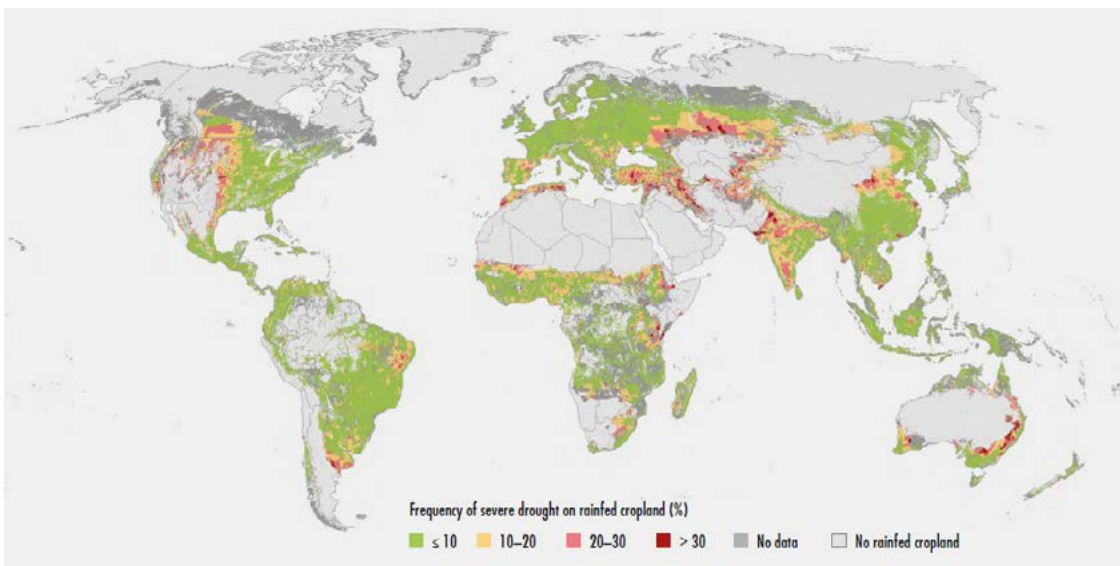 Frequency of severe drought on rainfed cropland (%)
≤ 10 10–20 20–30 > 30 No data No rainfed cropland